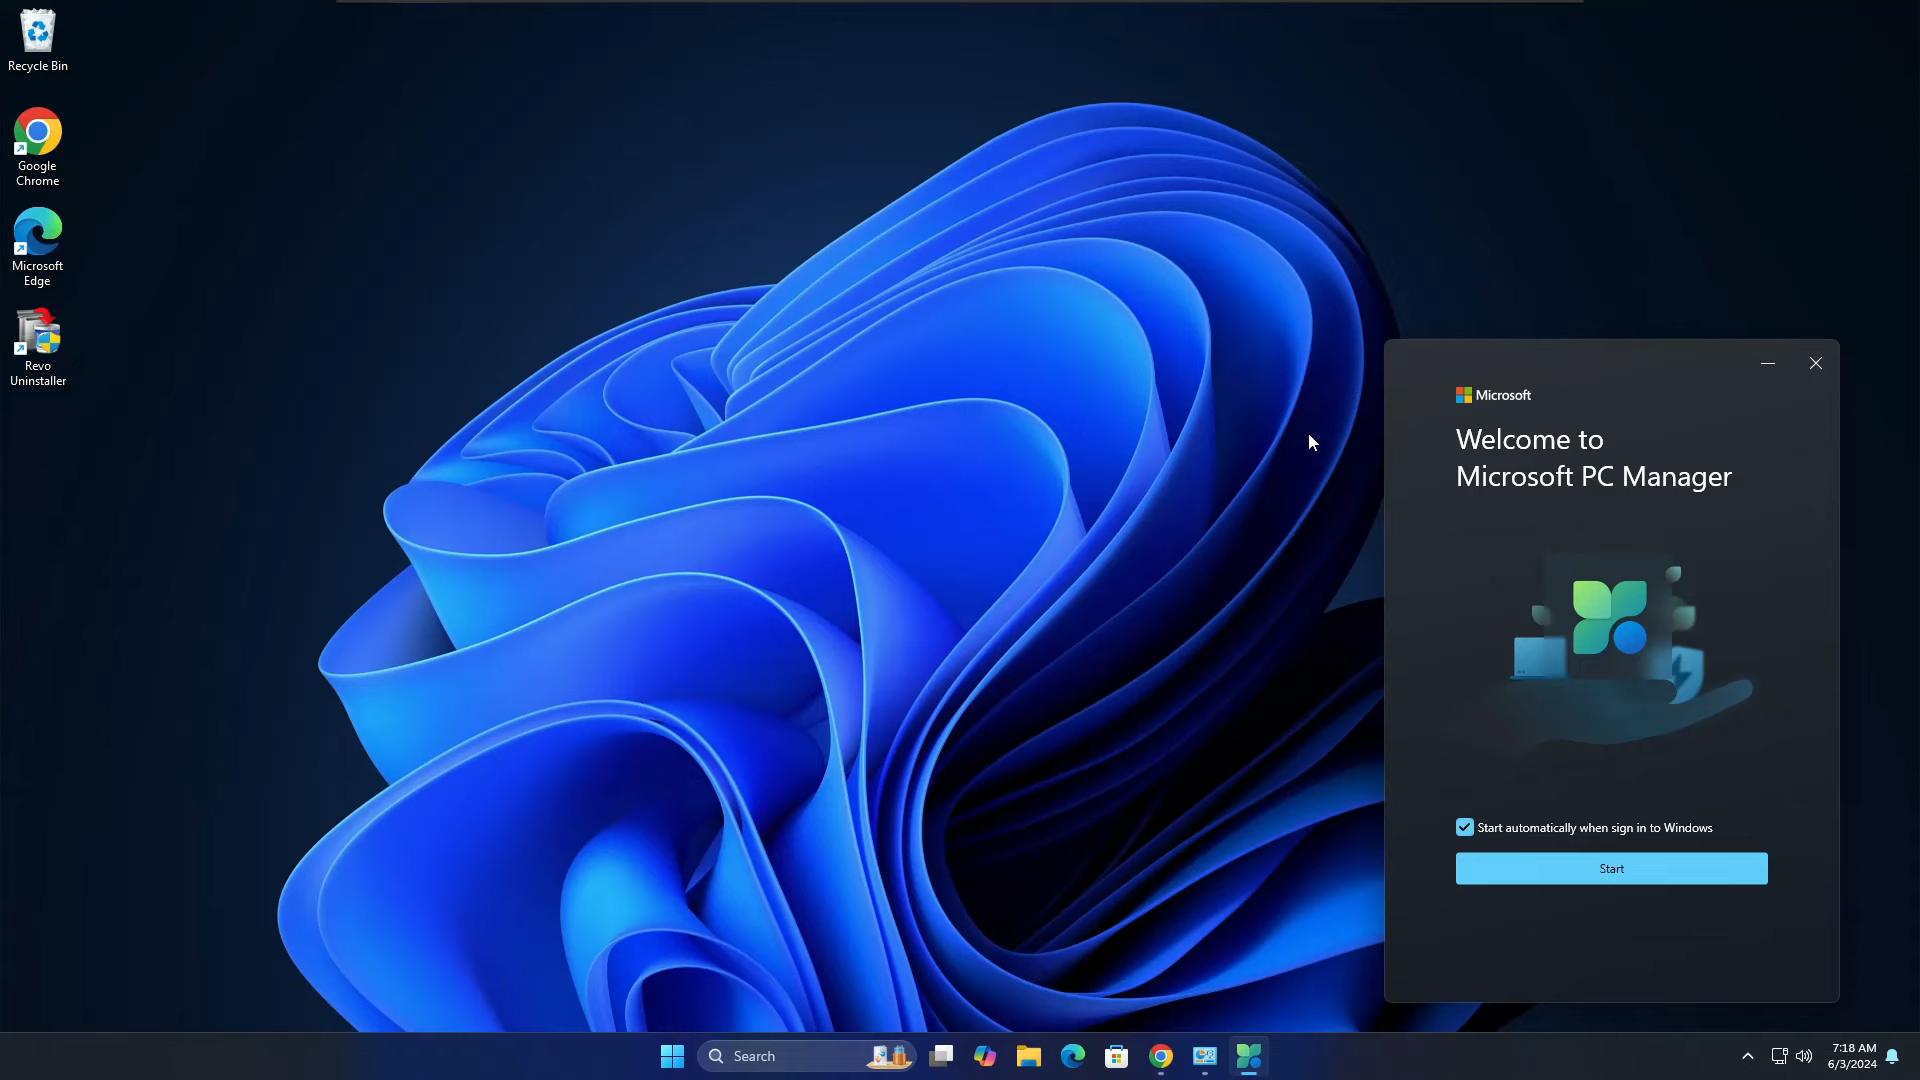 Recycle Bin
Google
Chrome
Microsoft
Edge
Revo
Uninstaller
Microsoft
Welcome to
Microsoft PC Manager
Start automatically when sign in to Windows
Start
Search
7:18 AM
6/3/2024